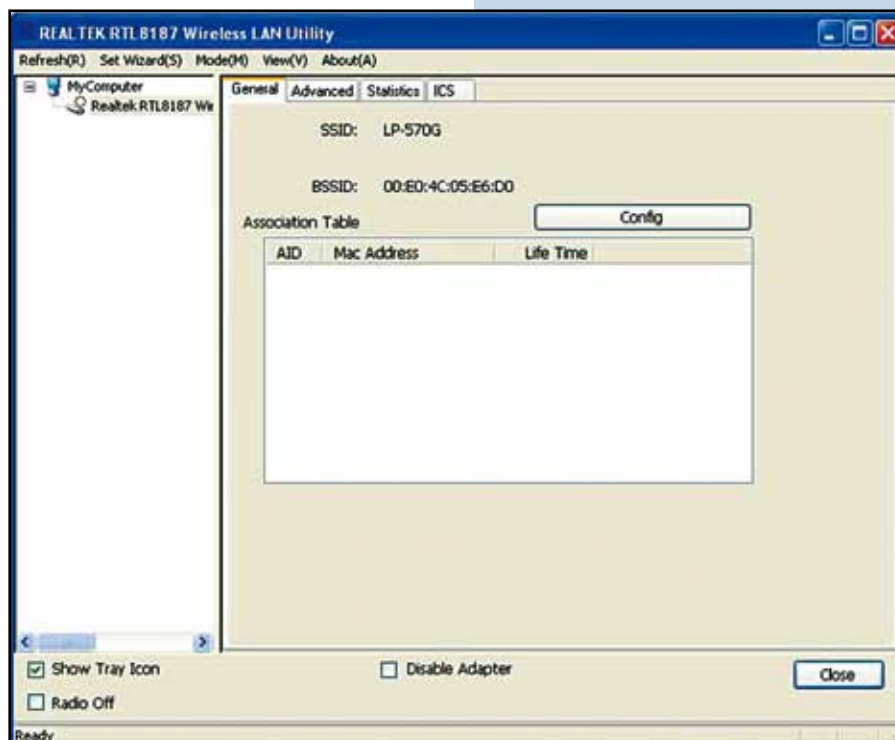 REALTEK RTL8187 Wireless LAN Utility
Refresh(R) Set Wizard(S) Mode(M) View(V) About(A)
MyComputer
Realtek RTL8187 Wir
General Advanced Statistics ICS
SSID: LP-570G
BSSID: 00:E0:4C:05:E6:D0
Association Table
Config
AID Mac Address Life Time
Show Tray Icon
Disable Adapter
Close
Radio Off
Ready